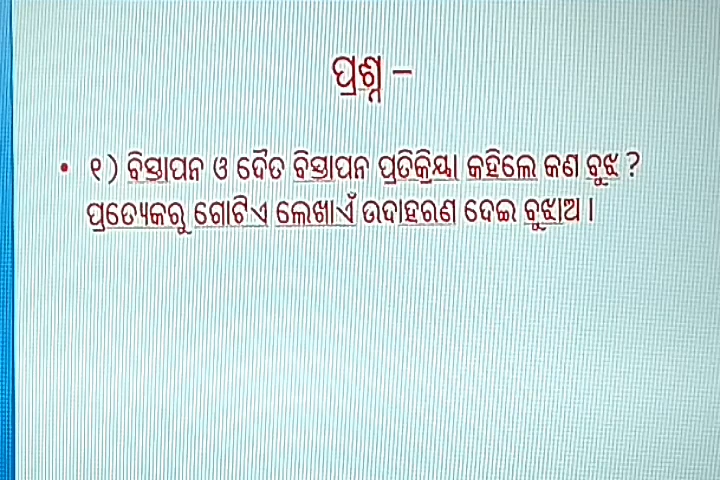 ପ୍ରଶ୍ନ –
• ୧) ବିସ୍ଥାପନ ଓ ଦୈତ ବିସ୍ଥାପନ ପ୍ରତିକ୍ରିୟା କହିଲେ କଣ ବୁଝ ?
ପ୍ରତ୍ୟେକରୁ ଗୋଟିଏ ଲେଖାଏଁ ଉଦାହରଣ ଦେଇ ବୁଝାଅ ।